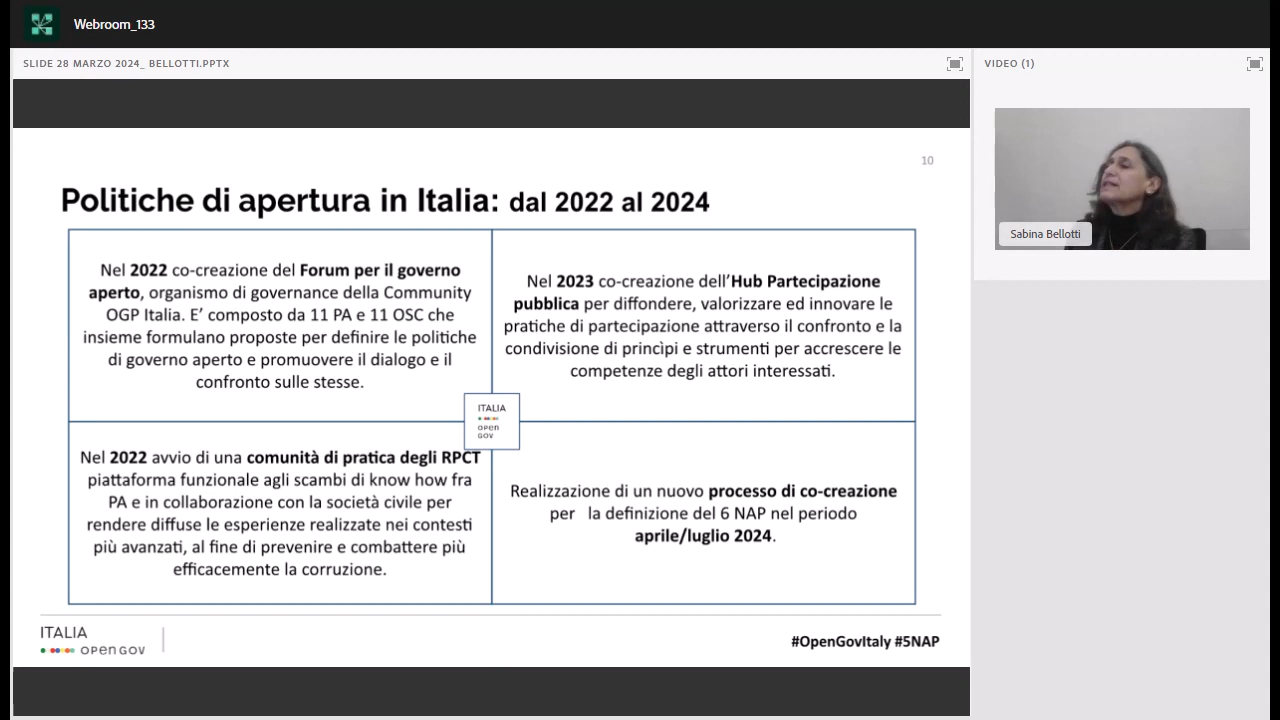 Webroom_133
SLIDE 28 MARZO 2024_ BELLOTTI.PPTX
VIDEO (1)
Sabina Bellotti
10
Politiche di apertura in Italia: dal 2022 al 2024
Nel 2022 co-creazione del Forum per il governo
aperto, organismo di governance della Community
OGP Italia. E’ composto da 11 PA e 11 OSC che
insieme formulano proposte per definire le politiche
di governo aperto e promuovere il dialogo e il
confronto sulle stesse.
Nel 2023 co-creazione dell’Hub Partecipazione
pubblica per diffondere, valorizzare ed innovare le
pratiche di partecipazione attraverso il confronto e la
condivisione di princìpi e strumenti per accrescere le
competenze degli attori interessati.
ITALIA
open
gov
Nel 2022 avvio di una comunità di pratica degli RPCT
piattaforma funzionale agli scambi di know how fra
PA e in collaborazione con la società civile per
rendere diffuse le esperienze realizzate nei contesti
più avanzati, al fine di prevenire e combattere più
efficacemente la corruzione.
Realizzazione di un nuovo processo di co-creazione
per la definizione del 6 NAP nel periodo
aprile/luglio 2024.
ITALIA
open gov
#OpenGovItaly #5NAP